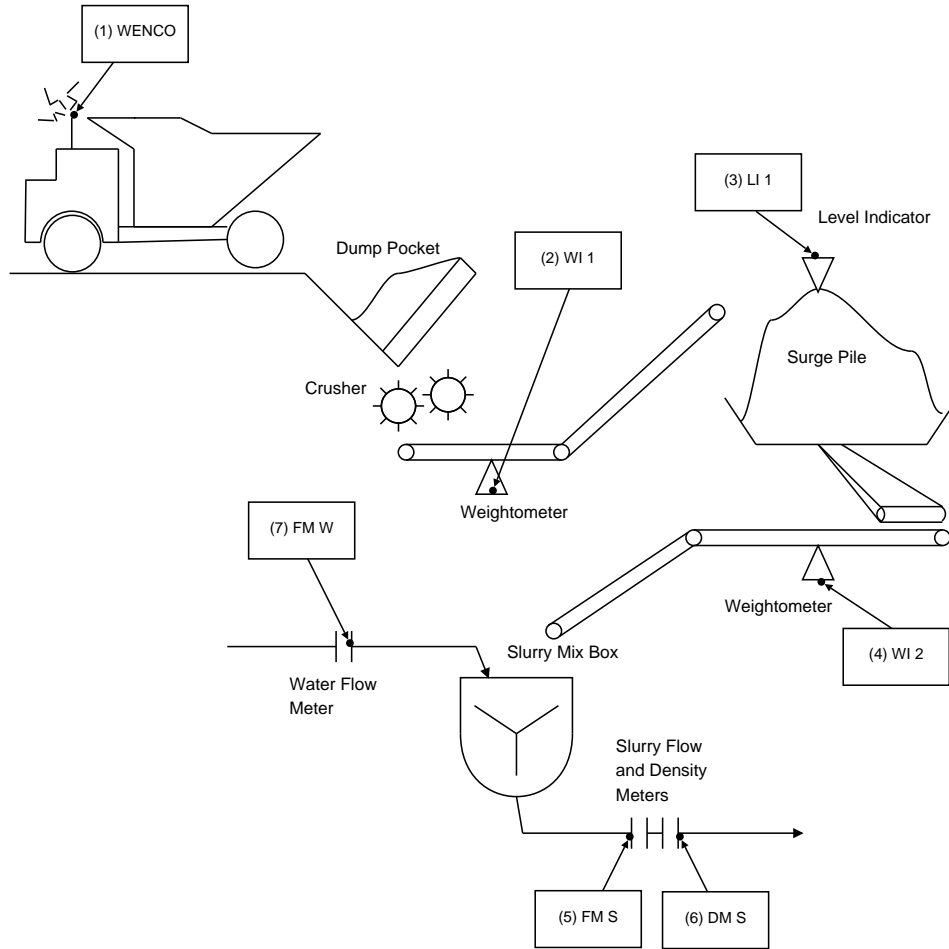 (1) WENCO
(3) LI 1
Level Indicator
Dump Pocket
(2) WI 1
Surge Pile
Crusher
Weightometer
(7) FM W
Weightometer
Slurry Mix Box
(4) WI 2
Water Flow
Meter
Slurry Flow
and Density
Meters
(5) FM S
(6) DM S